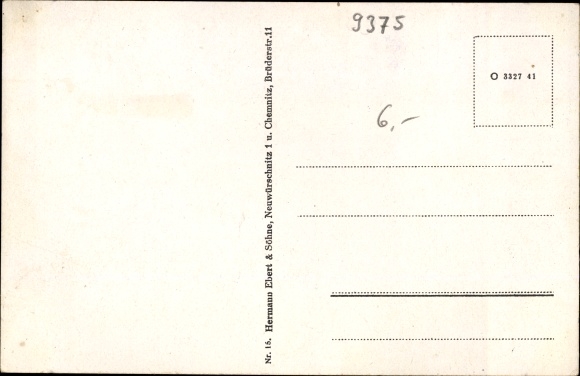 9375
O 3327 41
6,-
Nr. 15. Hermann Ebert & Söhne, Neuwürschnitz 1 u. Chemnitz, Brüderstr.11